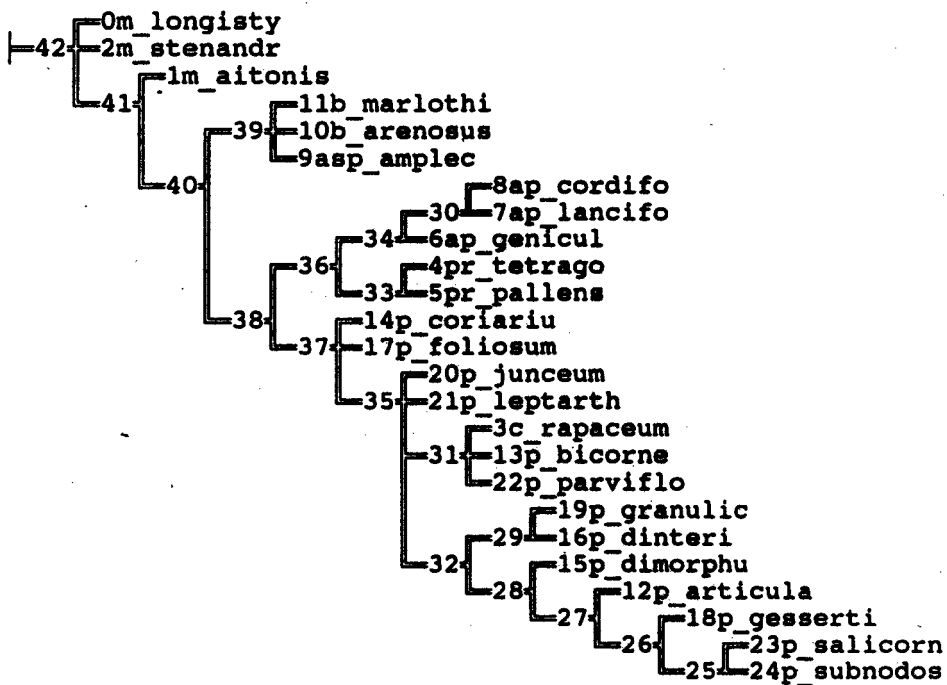 0m_longisty
42 2m_stenandr
1m_aitonis
41 11b_marlothi
39 10b_arenosus
9asp_amplec
40 8ap_cordifo
30 7ap_lancifo
34 6ap_genicul
36 4pr_tetrago
33 5pr_pallens
38 14p_coriariu
37 17p_foliosum
20p_junceum
35 21p_leptarth
3c_rapaceum
31 13p_bicorne
22p_parviflo
19p_granulic
29 16p_dinteri
32 15p_dimorphu
28 12p_articula
27 18p_gesserti
26 23p_salicorn
25 24p_subnodos